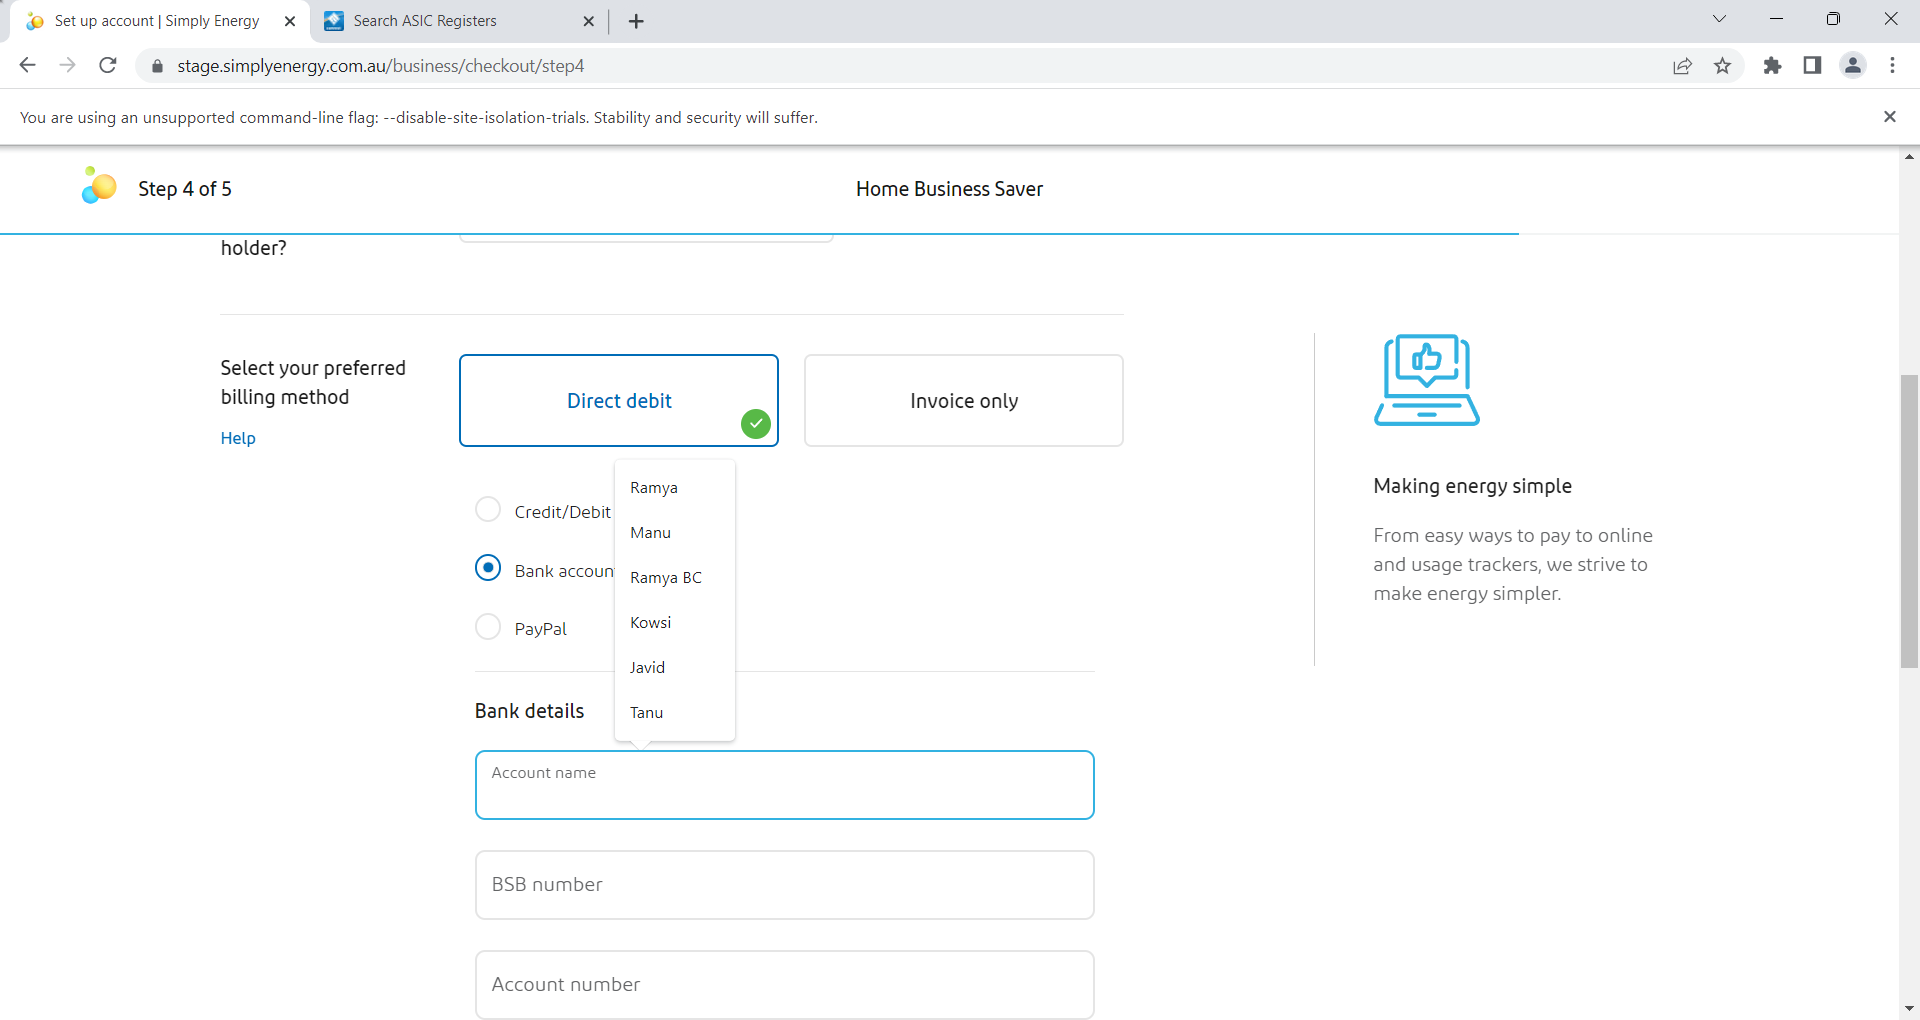 Set up account | Simply Energy
Search ASIC Registers
stage.simplyenergy.com.au/business/checkout/step4
You are using an unsupported command-line flag: --disable-site-isolation-trials. Stability and security will suffer.
Step 4 of 5
Home Business Saver
holder?
Select your preferred
billing method
Help
Direct debit
Invoice only
Credit/Debit
Bank accoun
PayPal
Ramya
Manu
Ramya BC
Kowsi
Javid
Tanu
Bank details
Account name
BSB number
Account number
Making energy simple
From easy ways to pay to online
and usage trackers, we strive to
make energy simpler.